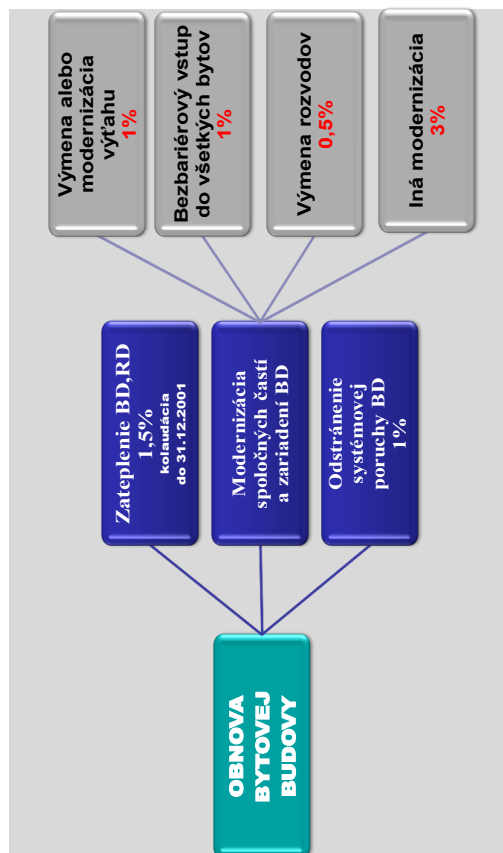 OBNOVA
BYTOVEJ
BUDOVY
Zateplenie BD,RD
1,5%
kolaudácia
do 31.12.2001
Modernizácia
spoločných častí
a zariadení BD
Odstránenie
systémovej
poruchy BD
1%
Výmena alebo
modernizácia
výťahu
1%
Bezbariérový vstup
do všetkých bytov
1%
Výmena rozvodov
0,5%
Iná modernizácia
3%